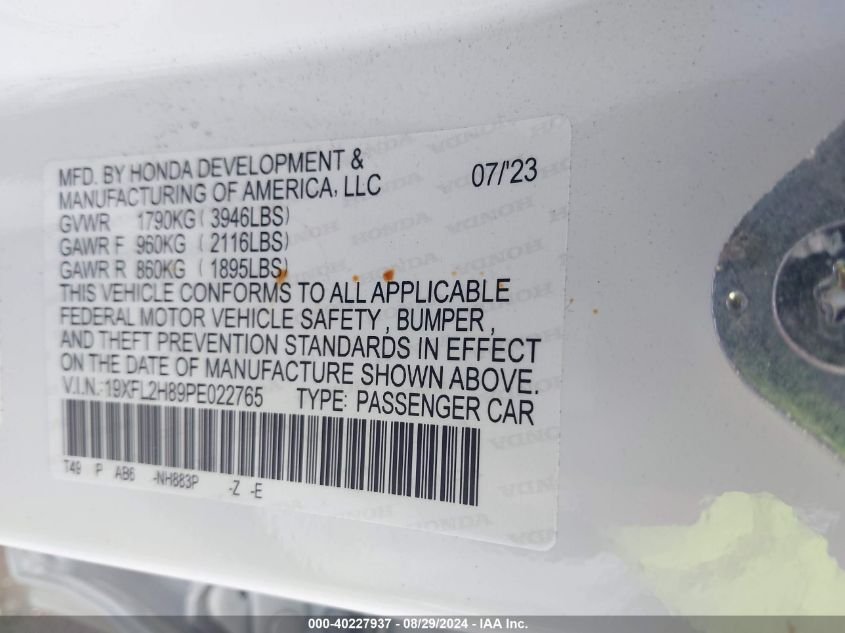 MFD. BY HONDA DEVELOPMENT &
MANUFACTURING OF AMERICA, LLC 07/'23
GVWR 1790KG ( 3946LBS)
GAWR F 960KG ( 2116LBS)
GAWR R 860KG ( 1895LBS)
THIS VEHICLE CONFORMS TO ALL APPLICABLE
FEDERAL MOTOR VEHICLE SAFETY , BUMPER ,
AND THEFT PREVENTION STANDARDS IN EFFECT
ON THE DATE OF MANUFACTURE SHOWN ABOVE.
V.I.N.:19XFL2H89PE022765 TYPE: PASSENGER CAR
T49 P AB6 -NH883P -Z -E
000-40227937 - 08/29/2024 - IAA Inc.